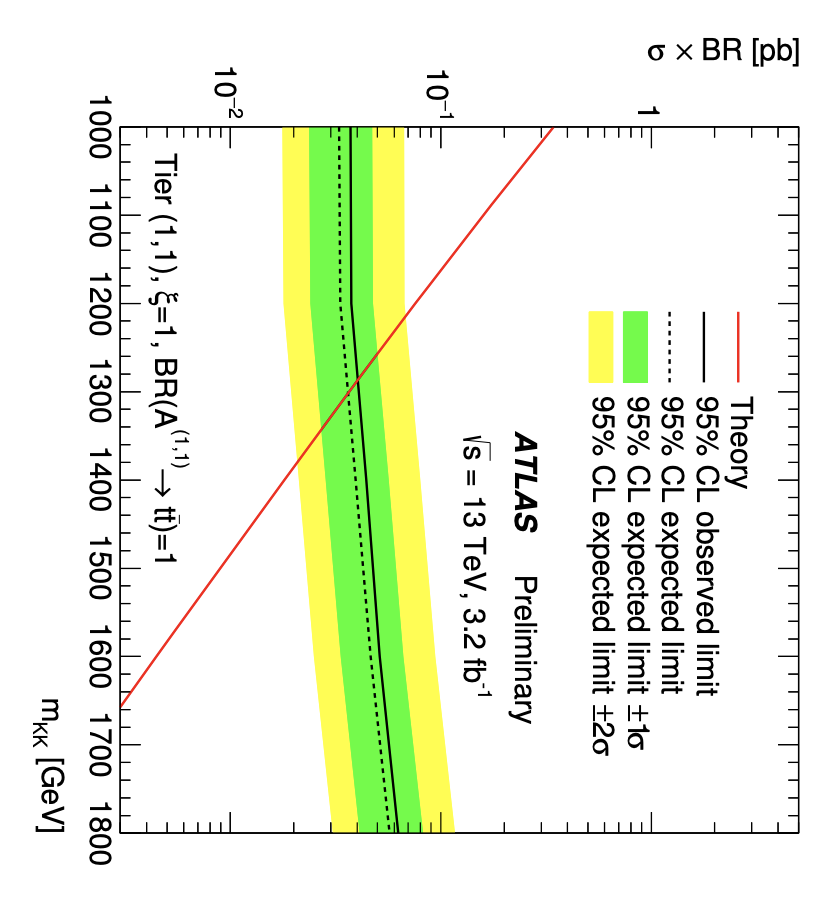 σ × BR [pb]
1
10⁻¹
10⁻²
Theory
95% CL observed limit
95% CL expected limit
95% CL expected limit ±1σ
95% CL expected limit ±2σ
ATLAS Preliminary
√s = 13 TeV, 3.2 fb⁻¹
Tier (1,1), ξ=1, BR(A⁽¹,¹⁾ → tt̄)=1
1000 1100 1200 1300 1400 1500 1600 1700 1800
m_KK [GeV]